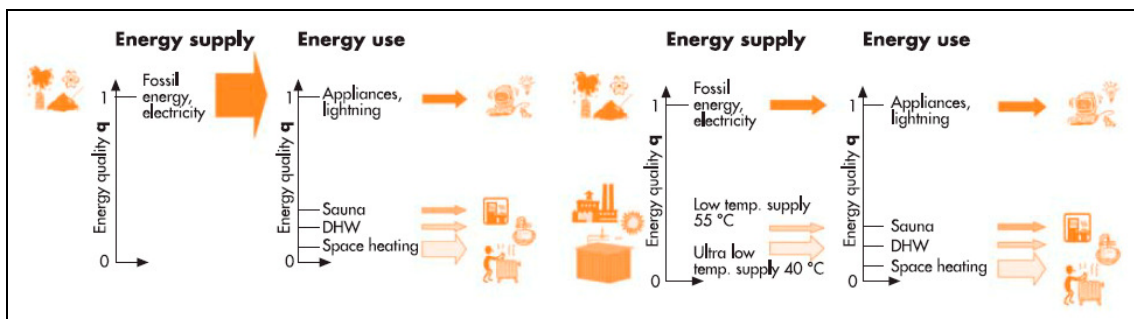 Energy supply
Energy use
Fossil
energy,
electricity
1
Energy quality q
0
1
Appliances,
lightning
Energy quality q
Sauna
DHW
Space heating
0
Energy supply
Energy use
Fossil
energy,
electricity
1
Energy quality q
Low temp. supply
55 °C
Ultra low
temp. supply 40 °C
0
1
Appliances,
lightning
Energy quality q
Sauna
DHW
Space heating
0